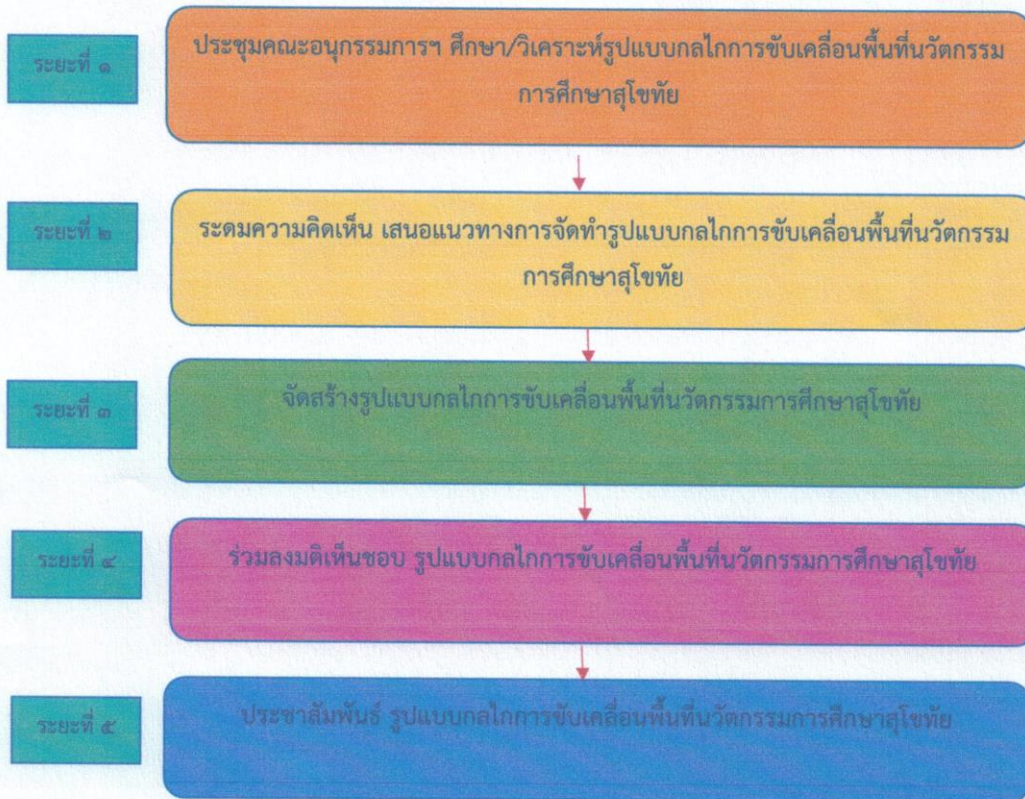 ระยะที่ ๑
ประชุมคณะอนุกรรมการฯ ศึกษา/วิเคราะห์รูปแบบกลไกการขับเคลื่อนพื้นที่นวัตกรรม
การศึกษาสุโขทัย
ระยะที่ ๒
ระดมความคิดเห็น เสนอแนวทางการจัดทำรูปแบบกลไกการขับเคลื่อนพื้นที่นวัตกรรม
การศึกษาสุโขทัย
ระยะที่ ๓
จัดสร้างรูปแบบกลไกการขับเคลื่อนพื้นที่นวัตกรรมการศึกษาสุโขทัย
ระยะที่ ๔
ร่วมลงมติเห็นชอบ รูปแบบกลไกการขับเคลื่อนพื้นที่นวัตกรรมการศึกษาสุโขทัย
ระยะที่ ๕
ประชาสัมพันธ์ รูปแบบกลไกการขับเคลื่อนพื้นที่นวัตกรรมการศึกษาสุโขทัย